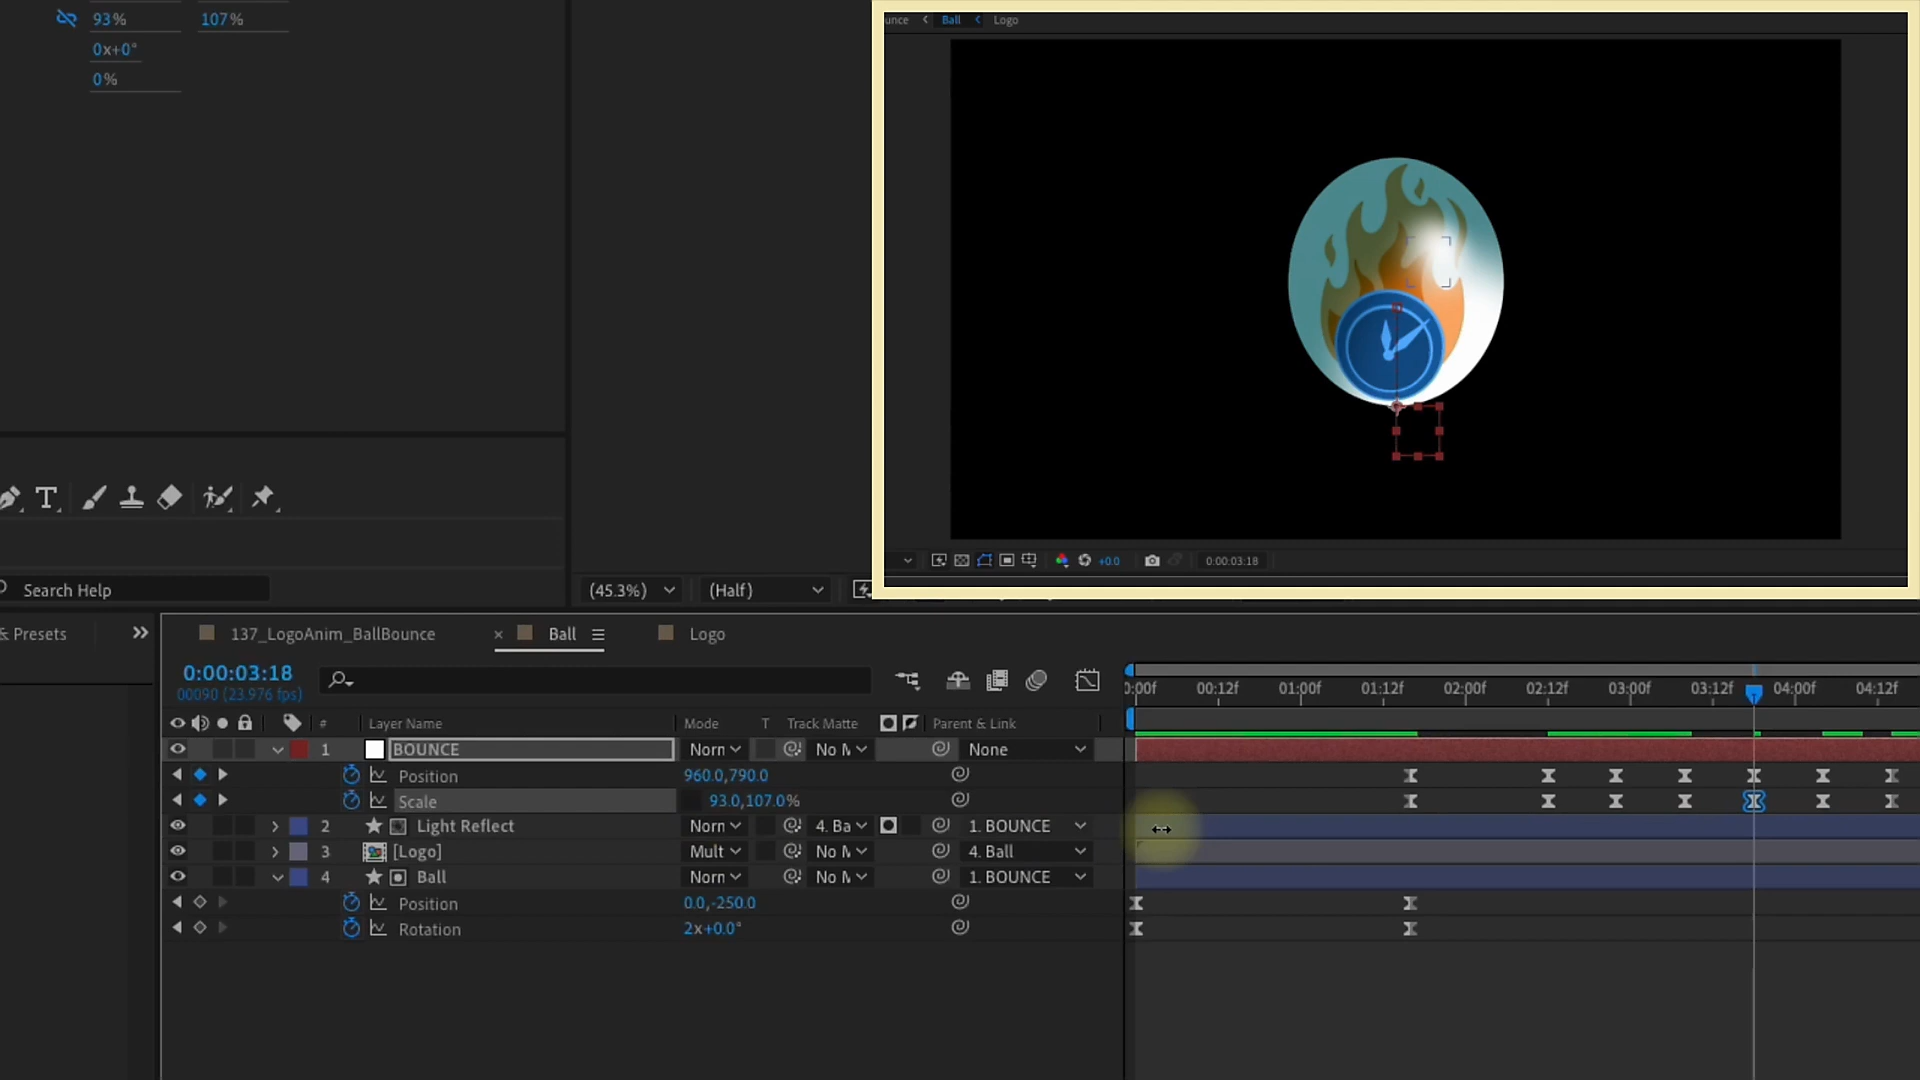 93% 107%
0x+0°
0%
unce Ball Logo
+0.0 0:00:03:18
T
Search Help
(45.3%) (Half)
& Presets
137_LogoAnim_BallBounce × Ball Logo
0:00:03:18
00090 (23.976 fps)
0:00f 00:12f 01:00f 01:12f 02:00f 02:12f 03:00f 03:12f 04:00f 04:12f
# Layer Name Mode T Track Matte Parent & Link
1 BOUNCE Norn No M None
Position 960.0,790.0
Scale 93.0,107.0%
2 Light Reflect Norn 4. Ba 1. BOUNCE
3 [Logo] Mult No M 4. Ball
4 Ball Norn No M 1. BOUNCE
Position 0.0,-250.0
Rotation 2x+0.0°